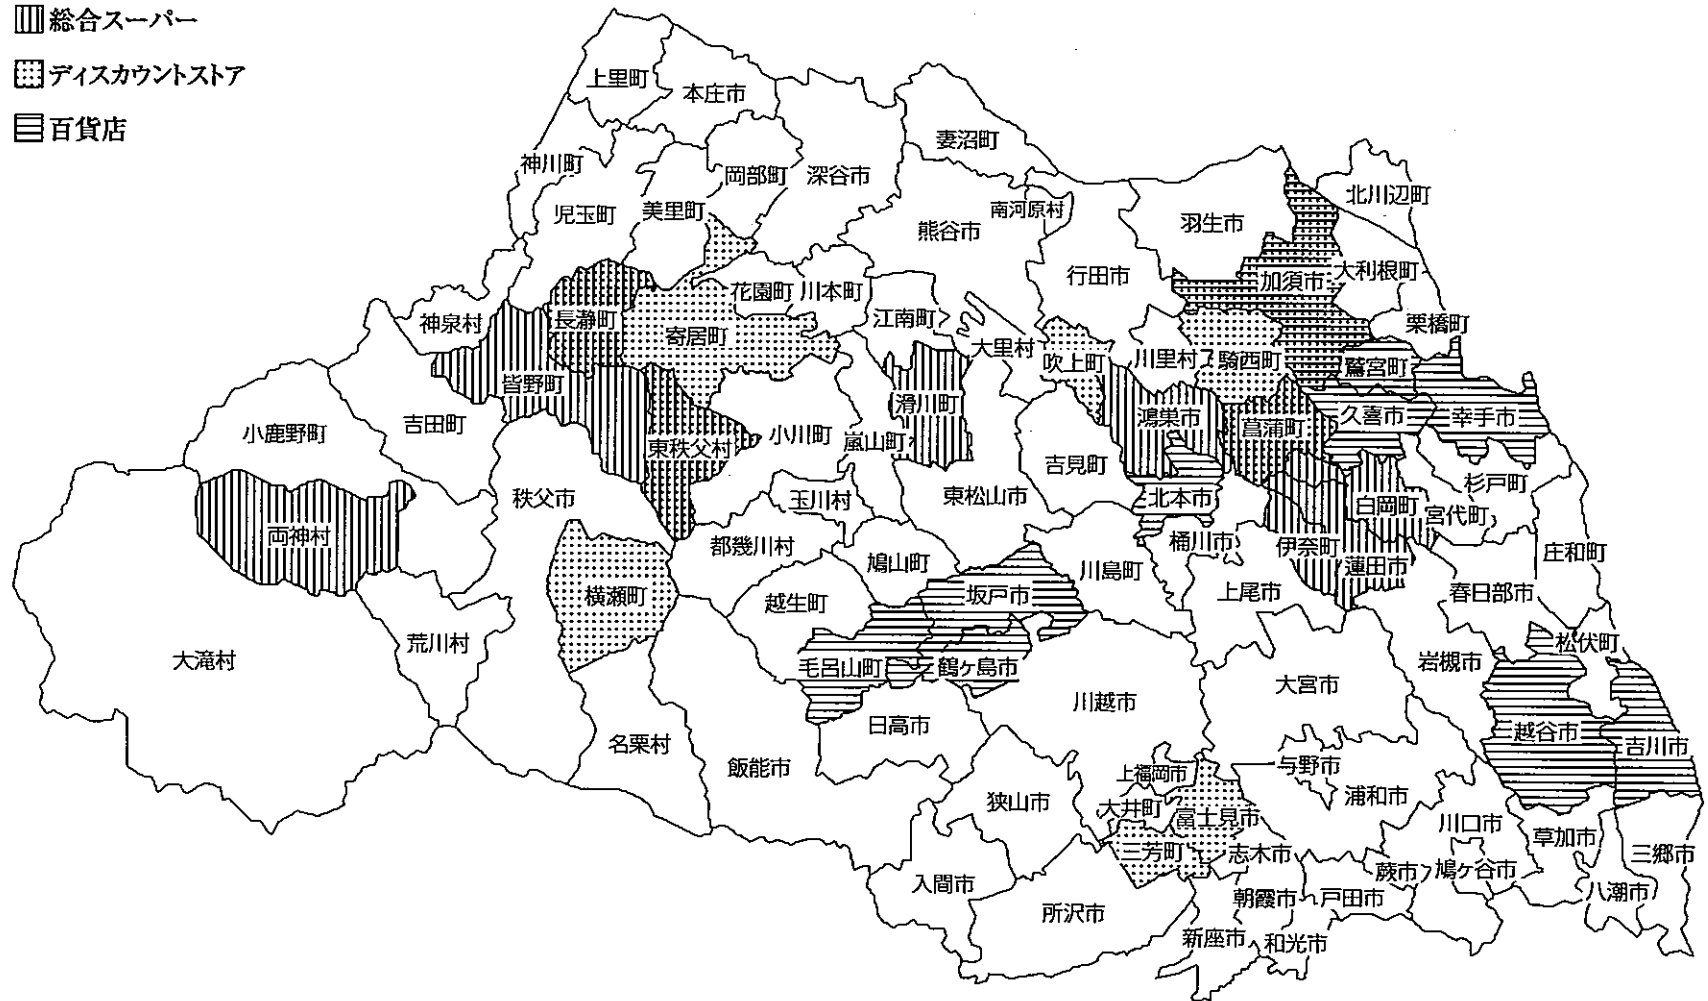 総合スーパー
ディスカウントストア
百貨店
上里町
本庄市
妻沼町
神川町
岡部町
深谷市
北川辺町
児玉町
美里町
南河原村
熊谷市
羽生市
行田市
加須市
大利根町
花園町
川本町
神泉村
長瀞町
寄居町
江南町
大里村
吹上町
川里村
騎西町
栗橋町
鷲宮町
皆野町
滑川町
鴻巣市
菖蒲町
久喜市
幸手市
小鹿野町
吉田町
東秩父村
小川町
嵐山町
吉見町
杉戸町
秩父市
玉川村
東松山市
北本市
白岡町
宮代町
両神村
都幾川村
鳩山町
川島町
桶川市
伊奈町
蓮田市
庄和町
横瀬町
越生町
坂戸市
上尾市
春日部市
荒川村
大滝村
毛呂山町
鶴ヶ島市
松伏町
岩槻市
大宮市
川越市
名栗村
日高市
飯能市
越谷市
吉川市
上福岡市
与野市
狭山市
大井町
富士見市
浦和市
川口市
草加市
三芳町
志木市
三郷市
入間市
蕨市
鳩ヶ谷市
八潮市
所沢市
朝霞市
戸田市
新座市
和光市